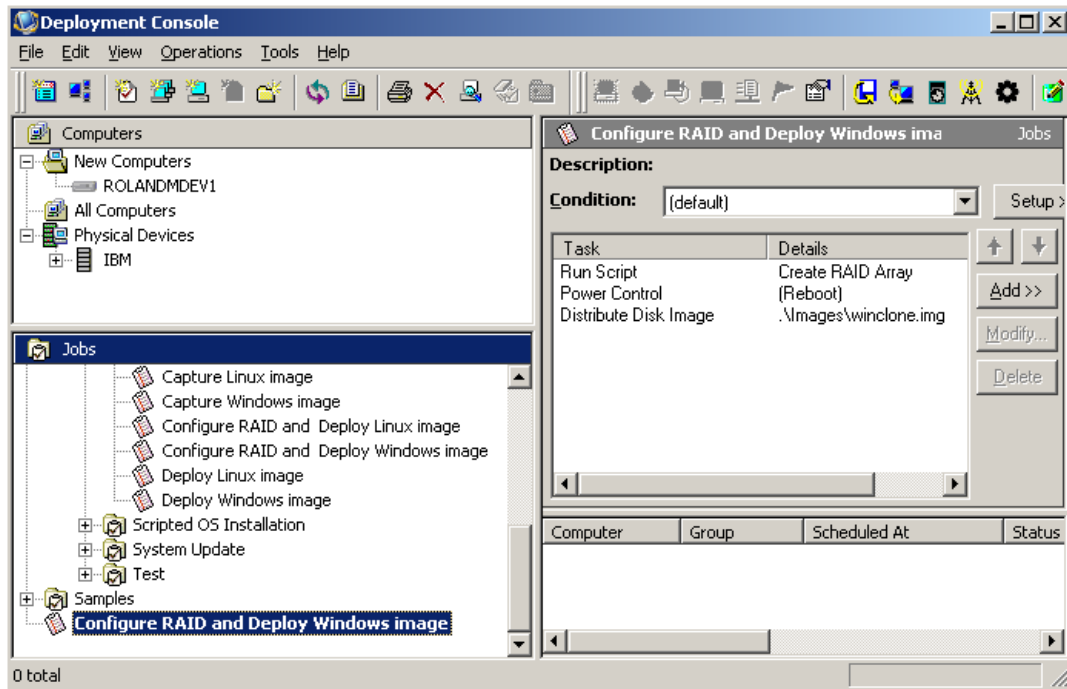 Deployment Console
File Edit View Operations Tools Help
Computers
New Computers
ROLANDMDEV1
All Computers
Physical Devices
IBM
Jobs
Capture Linux image
Capture Windows image
Configure RAID and  Deploy Linux image
Configure RAID and  Deploy Windows image
Deploy Linux image
Deploy Windows image
Scripted OS Installation
System Update
Test
Samples
Configure RAID and Deploy Windows image
Configure RAID and Deploy Windows ima Jobs
Description:
Condition: (default) Setup >
Task Details
Run Script Create RAID Array
Power Control (Reboot)
Distribute Disk Image .\Images\winclone.img
Add >>
Modify...
Delete
Computer Group Scheduled At Status
0 total